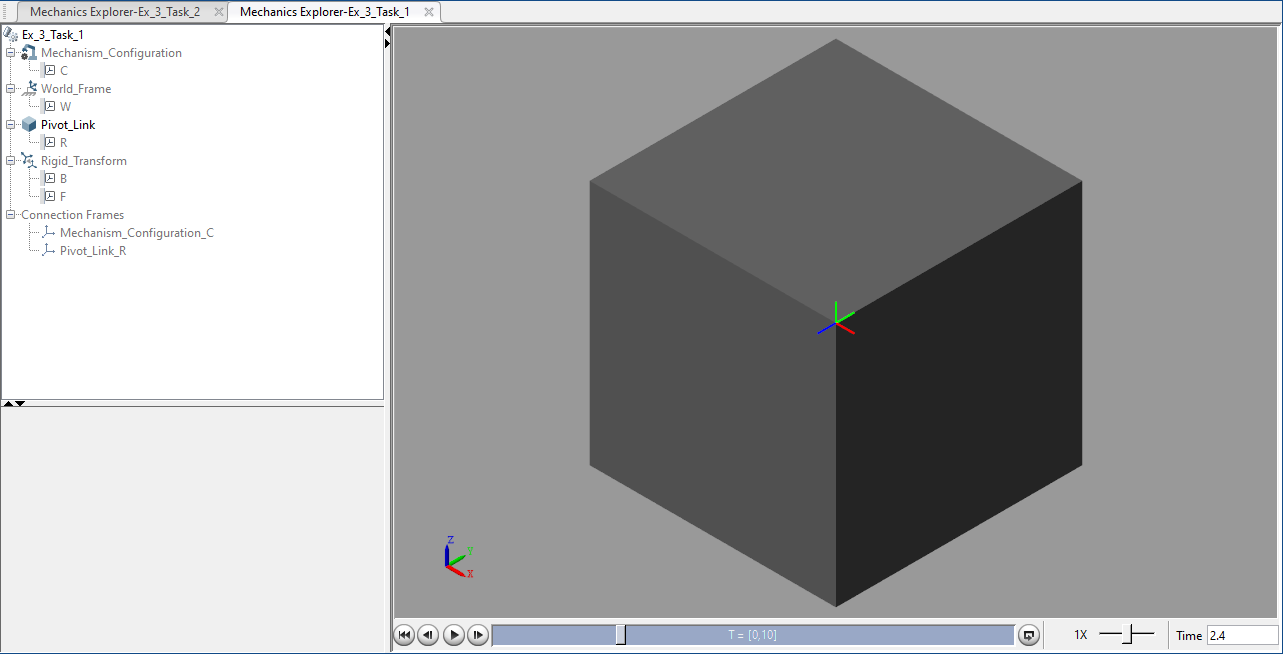 Mechanics Explorer-Ex_3_Task_2
Mechanics Explorer-Ex_3_Task_1
Ex_3_Task_1
Mechanism_Configuration
C
World_Frame
W
Pivot_Link
R
Rigid_Transform
B
F
Connection Frames
Mechanism_Configuration_C
Pivot_Link_R
Z
Y
X
T = [0,10]
1X
Time 2.4